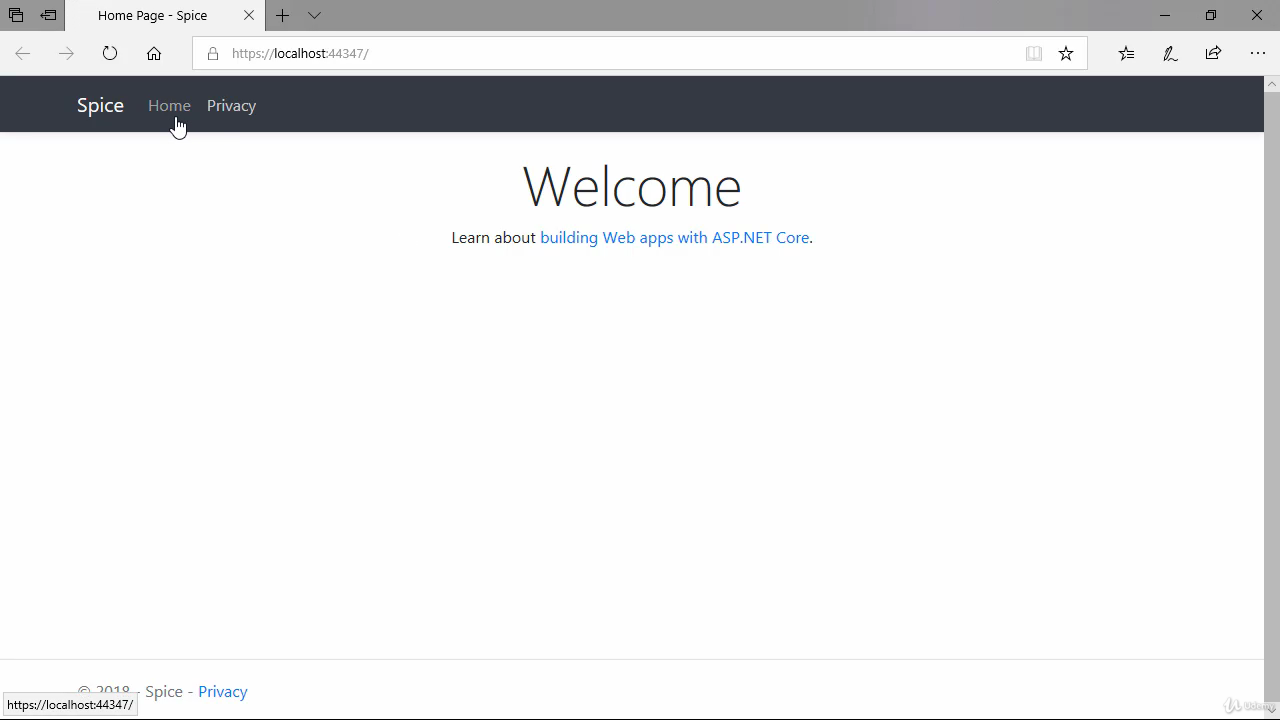 Home Page - Spice
https://localhost:44347/
Spice Home Privacy
Welcome
Learn about building Web apps with ASP.NET Core.
© 2018 - Spice - Privacy
https://localhost:44347/
Udemy